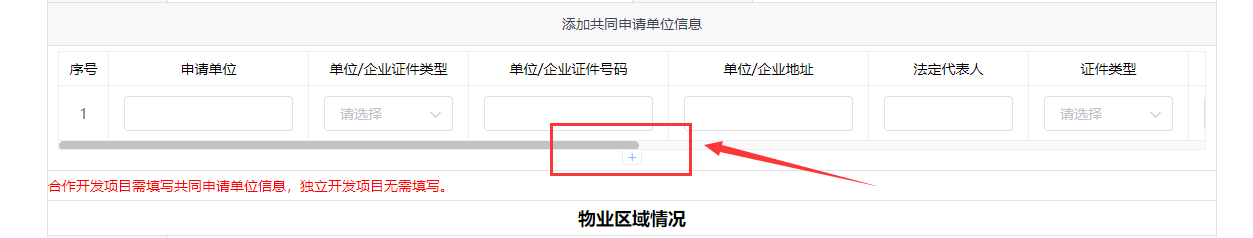 添加共同申请单位信息
序号 申请单位 单位/企业证件类型 单位/企业证件号码 单位/企业地址 法定代表人 证件类型
1 请选择 请选择
+
合作开发项目需填写共同申请单位信息，独立开发项目无需填写。
物业区域情况